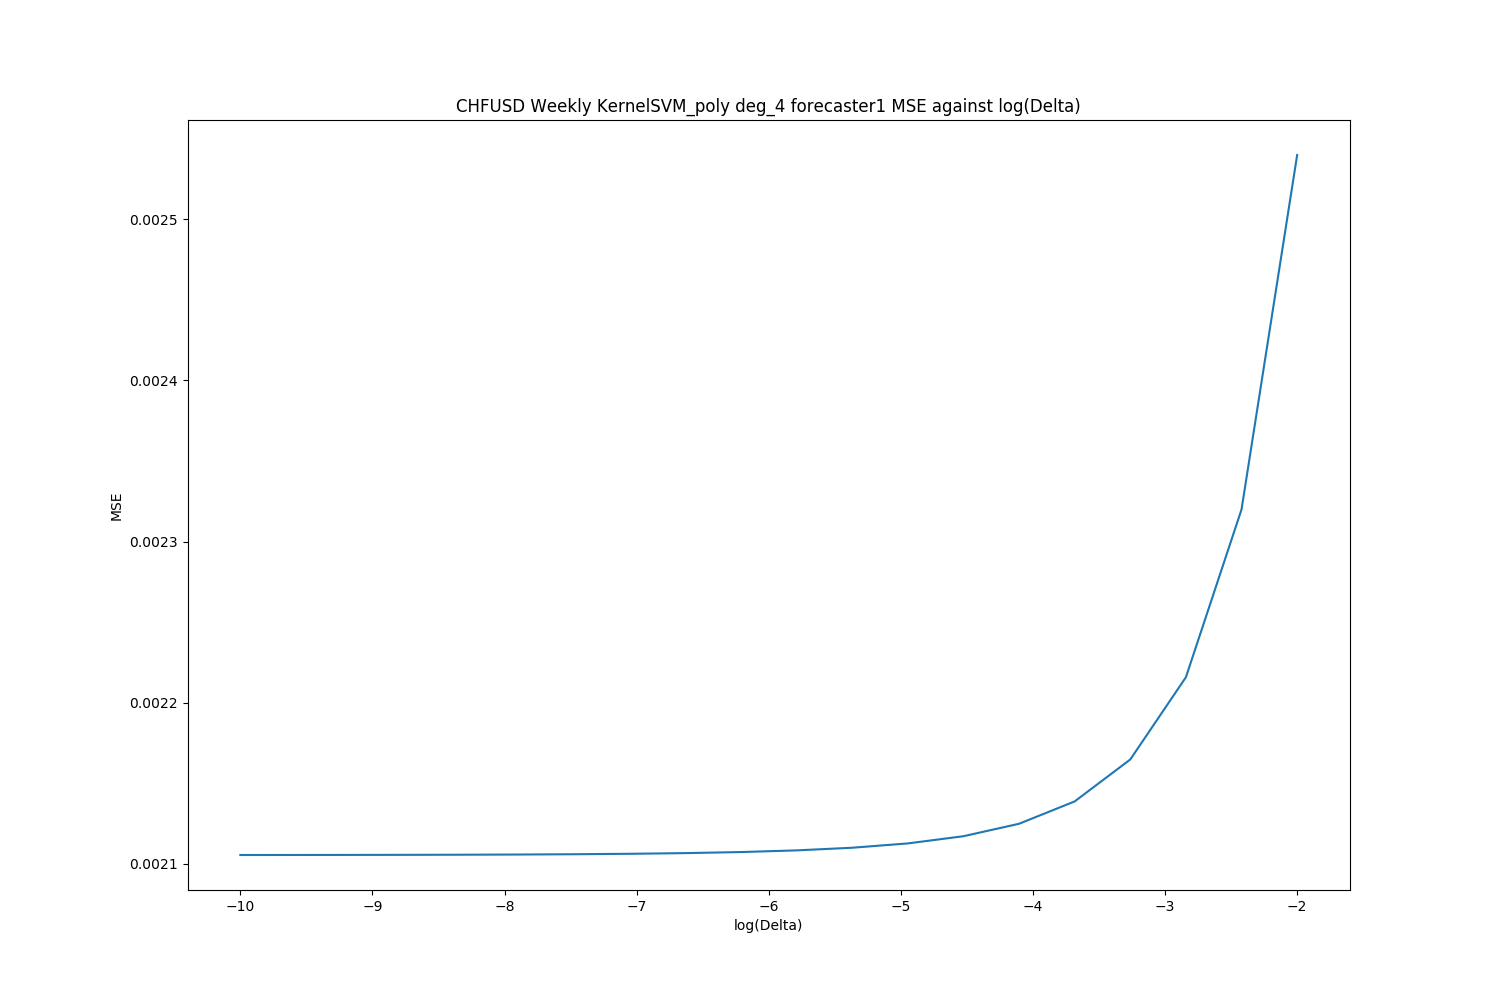 CHFUSD Weekly KernelSVM_poly deg_4 forecaster1 MSE against log(Delta)
0.0025
0.0024
MSE
0.0023
0.0022
0.0021
−10 −9 −8 −7 −6 −5 −4 −3 −2
log(Delta)